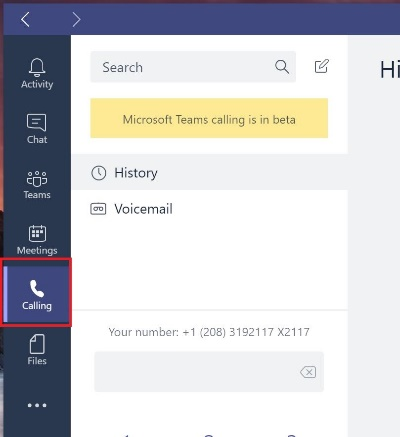 Search
Hi
Activity
Microsoft Teams calling is in beta
Chat
History
Teams
Voicemail
Meetings
Calling
Your number: +1 (208) 3192117 X2117
Files